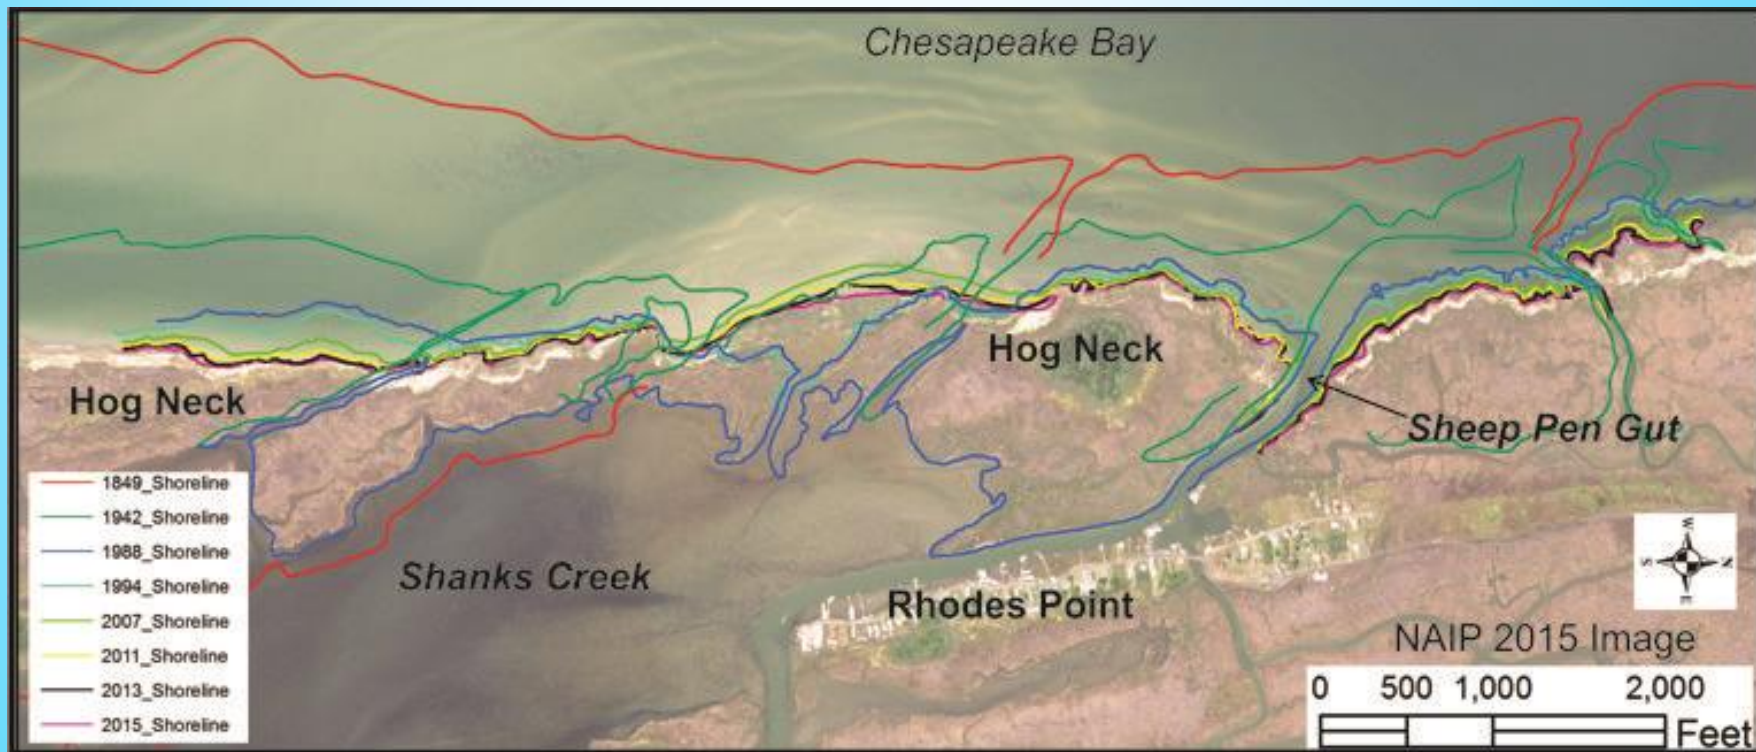 Chesapeake Bay
Hog Neck
Hog Neck
Sheep Pen Gut
Shanks Creek
Rhodes Point
1849_Shoreline
1942_Shoreline
1988_Shoreline
1994_Shoreline
2007_Shoreline
2011_Shoreline
2013_Shoreline
2015_Shoreline
W
S N
E
NAIP 2015 Image
0 500 1,000 2,000
Feet